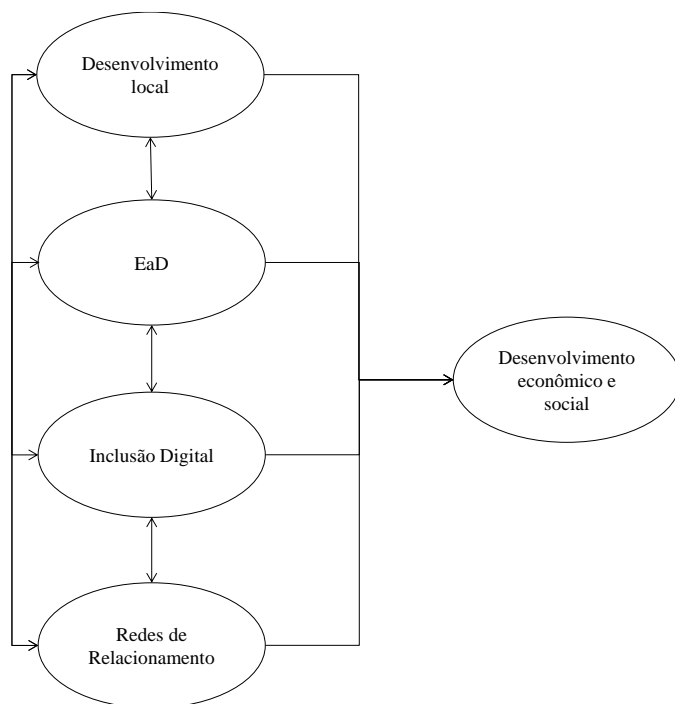 Desenvolvimento
local
EaD
Desenvolvimento
econômico e
social
Inclusão Digital
Redes de
Relacionamento